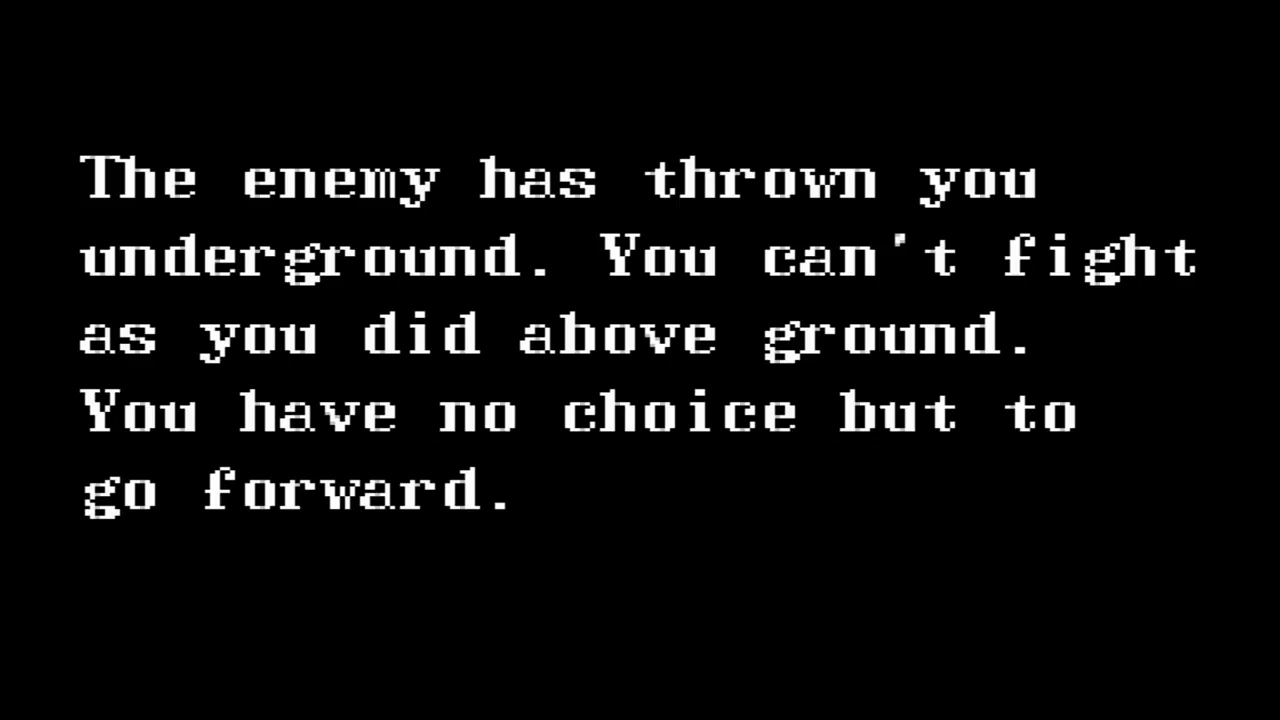 The enemy has thrown you
underground. You can't fight
as you did above ground.
You have no choice but to
go forward.